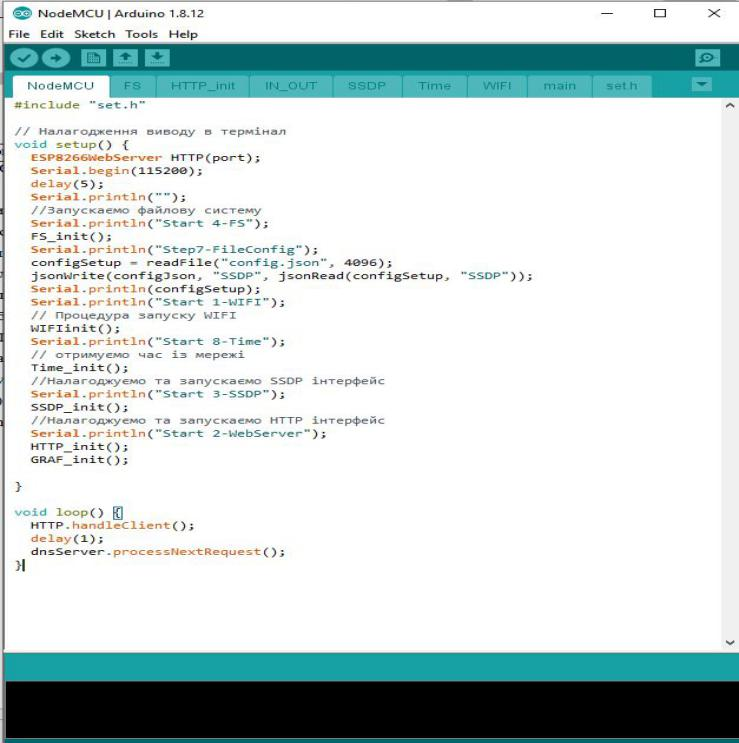 NodeMCU | Arduino 1.8.12
File Edit Sketch Tools Help
NodeMCU FS HTTP_init IN_OUT SSDP Time WIFI main set.h
#include "set.h"
// Налагодження виводу в термінал
void setup() {
ESP8266WebServer HTTP(port);
Serial.begin(115200);
delay(5);
Serial.println("");
//Запускаємо файлову систему
Serial.println("Start 4-FS");
FS_init();
Serial.println("Step7-FileConfig");
configSetup = readFile("config.json", 4096);
jsonWrite(configJson, "SSDP", jsonRead(configSetup, "SSDP"));
Serial.println(configSetup);
Serial.println("Start 1-WIFI");
// Процедура запуску WIFI
WIFIinit();
Serial.println("Start 8-Time");
// отримуємо час із мережі
Time_init();
//Налагоджуємо та запускаємо SSDP інтерфейс
Serial.println("Start 3-SSDP");
SSDP_init();
//Налагоджуємо та запускаємо HTTP інтерфейс
Serial.println("Start 2-WebServer");
HTTP_init();
GRAF_init();
}
void loop() {
HTTP.handleClient();
delay(1);
dnsServer.processNextRequest();
}